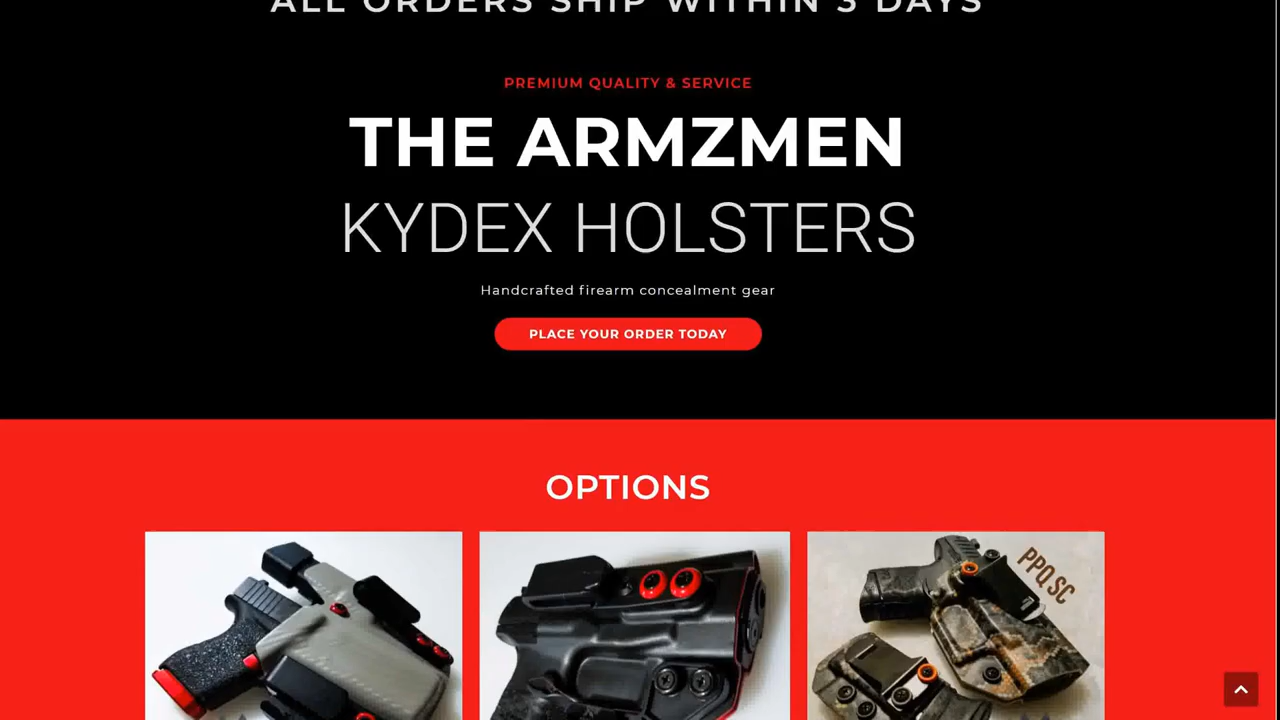 ALL ORDERS SHIP WITHIN 3 DAYS
PREMIUM QUALITY & SERVICE
THE ARMZMEN
KYDEX HOLSTERS
Handcrafted firearm concealment gear
PLACE YOUR ORDER TODAY
OPTIONS
PPQ SC